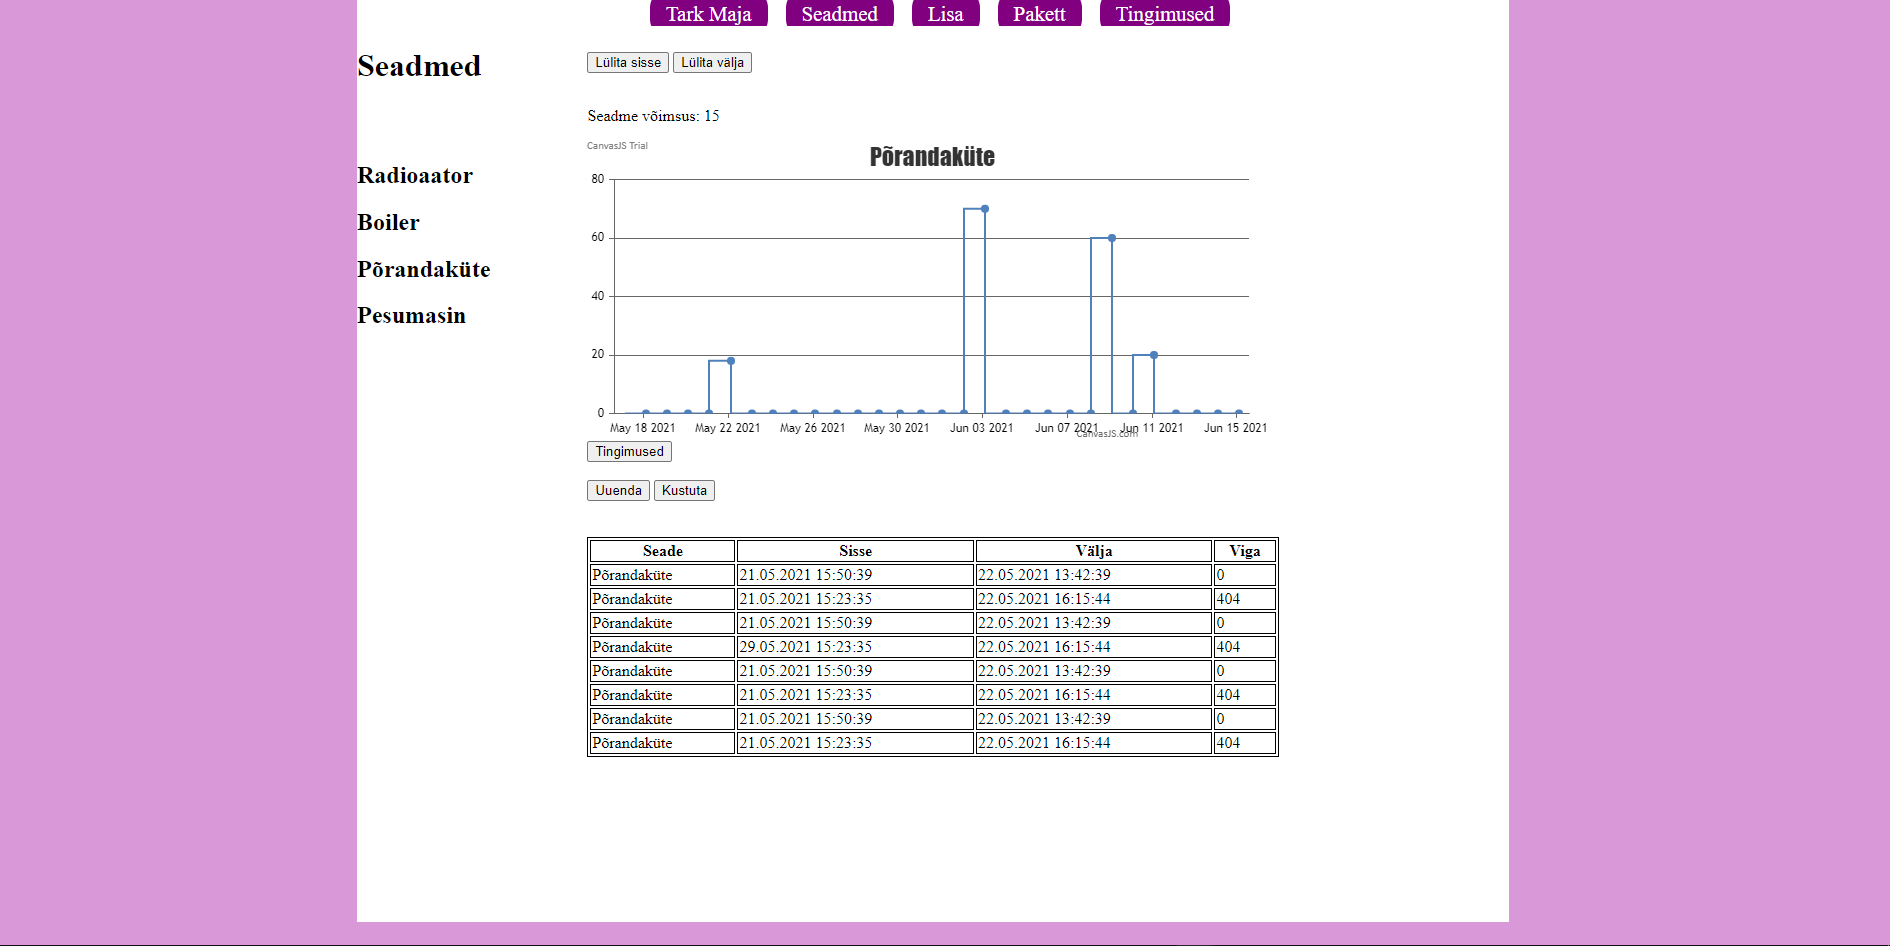 Tark Maja Seadmed Lisa Pakett Tingimused
Seadmed
Radioaator
Boiler
Põrandaküte
Pesumasin
Lülita sisse Lülita välja
Seadme võimsus: 15
CanvasJS Trial
Põrandaküte
80
60
40
20
0
May 18 2021 May 22 2021 May 26 2021 May 30 2021 Jun 03 2021 Jun 07 2021 Jun 11 2021 Jun 15 2021
CanvasJS.com
Tingimused
Uuenda Kustuta
Seade Sisse Välja Viga
Põrandaküte 21.05.2021 15:50:39 22.05.2021 13:42:39 0
Põrandaküte 21.05.2021 15:23:35 22.05.2021 16:15:44 404
Põrandaküte 21.05.2021 15:50:39 22.05.2021 13:42:39 0
Põrandaküte 29.05.2021 15:23:35 22.05.2021 16:15:44 404
Põrandaküte 21.05.2021 15:50:39 22.05.2021 13:42:39 0
Põrandaküte 21.05.2021 15:23:35 22.05.2021 16:15:44 404
Põrandaküte 21.05.2021 15:50:39 22.05.2021 13:42:39 0
Põrandaküte 21.05.2021 15:23:35 22.05.2021 16:15:44 404